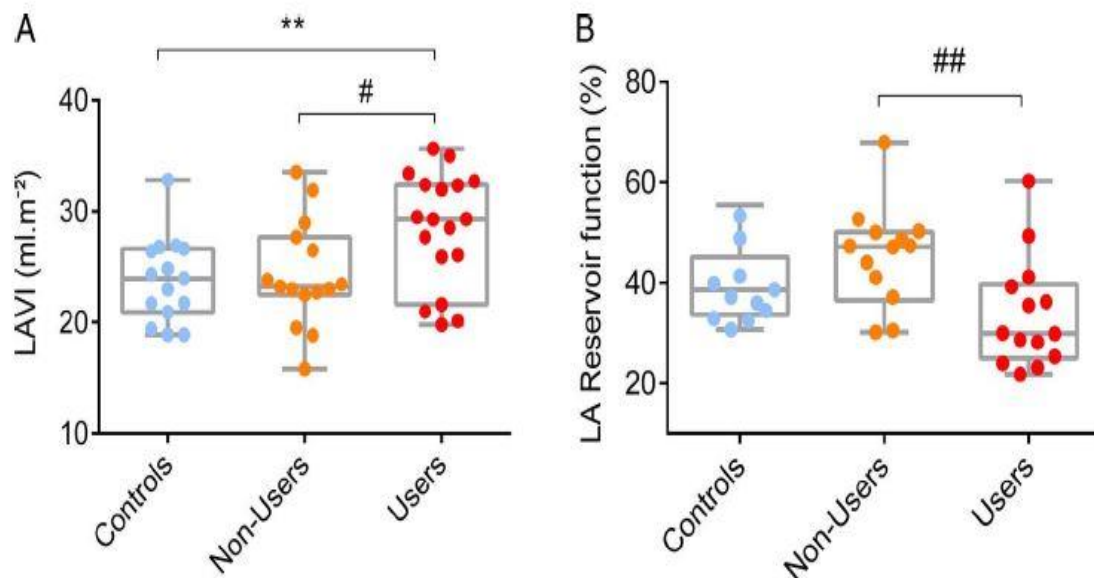 A
**
#
LAVI (ml.m⁻²)
40
30
20
10
Controls
Non-Users
Users
B
##
LA Reservoir function (%)
80
60
40
20
Controls
Non-Users
Users